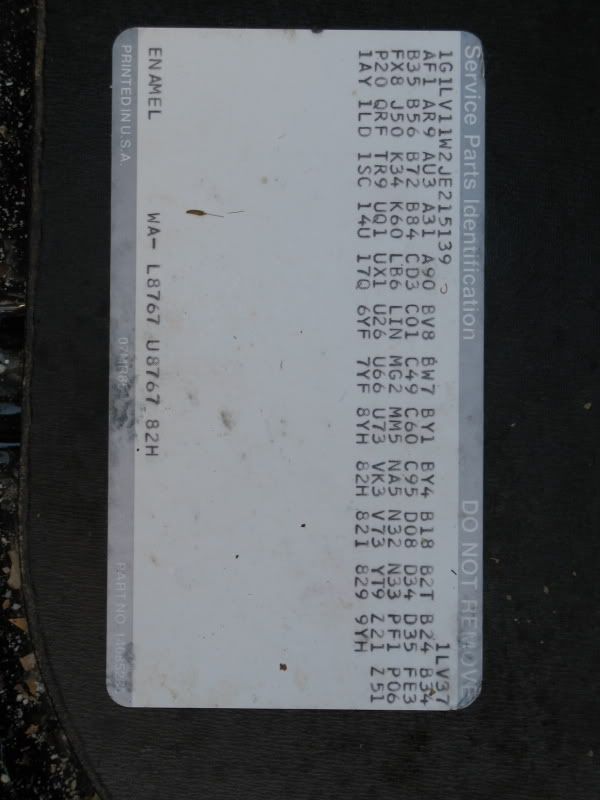 Service Parts Identification DO NOT REMOVE
1G1LV11W2JE215139 1LV37
AF1 AR9 AU3 A31 A90 BV8 BW7 BY1 BY4 B18 B2T B24 B34
B35 B56 B72 B84 CD3 C01 C49 C60 C95 D08 D34 D35 FE3
FX8 J50 K34 K60 LB6 LIN MG2 MM5 NA5 N32 N33 PF1 P06
P20 QRF TR9 UQ1 UX1 U26 U66 U73 VK3 V73 YT9 Z21 Z51
1AY 1LD 1SC 14U 17Q 6YF 7YF 8YH 82H 82I 829 9YH
ENAMEL WA- L8767 U8767 82H
PRINTED IN U.S.A. PART NO.